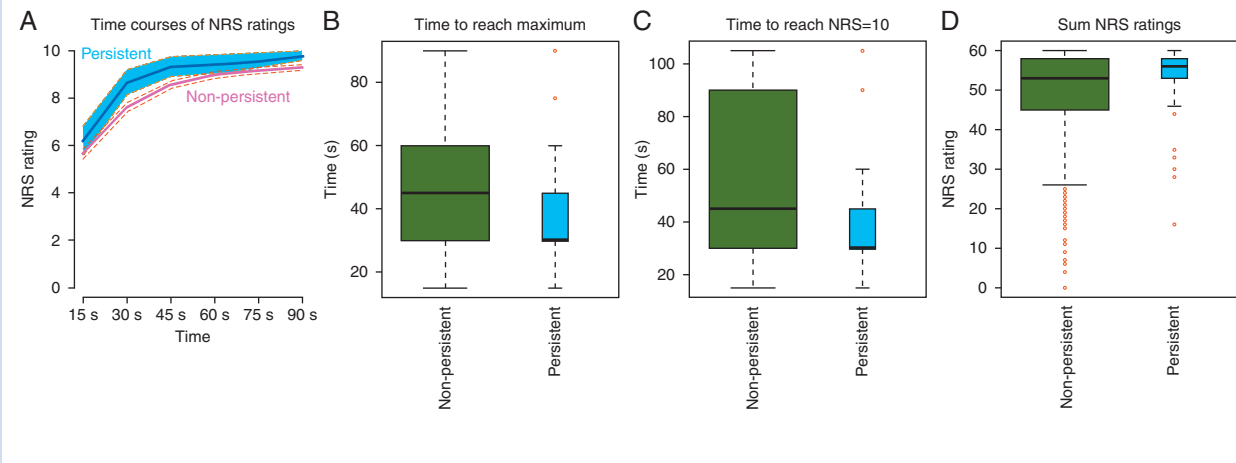 A
Time courses of NRS ratings
NRS rating
10
8
6
4
2
0
Persistent
Non-persistent
15 s 30 s 45 s 60 s 75 s 90 s
Time
B
Time to reach maximum
Time (s)
80
60
40
20
Non-persistent
Persistent
C
Time to reach NRS=10
Time (s)
100
80
60
40
20
Non-persistent
Persistent
D
Sum NRS ratings
NRS rating
60
50
40
30
20
10
0
Non-persistent
Persistent